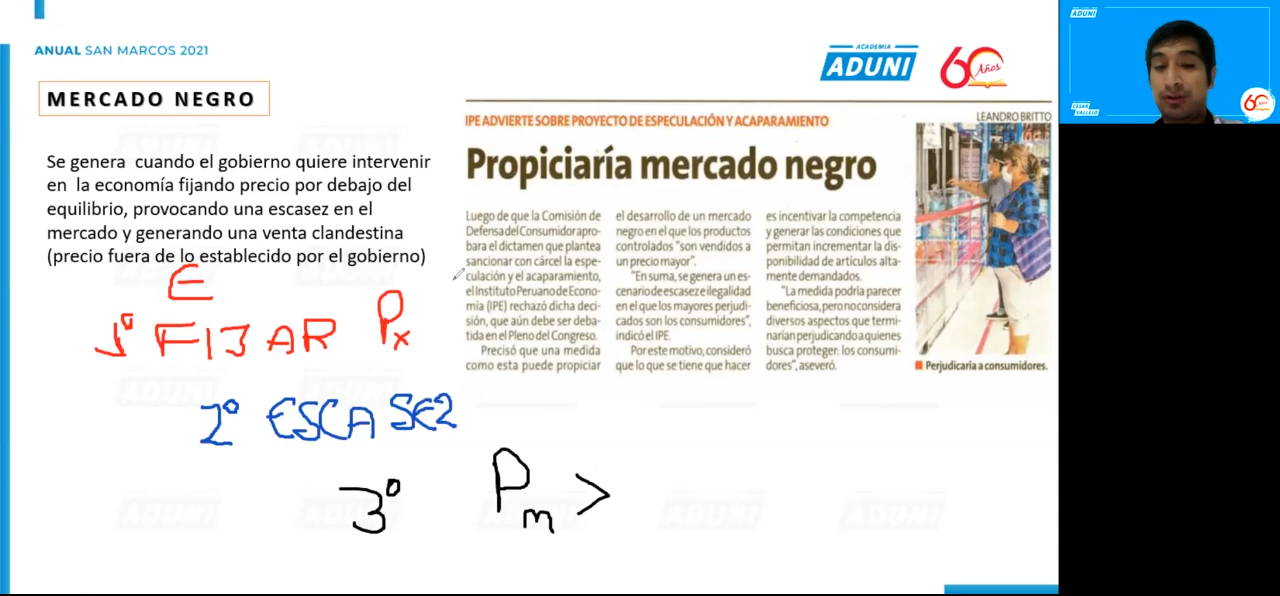 ANUAL SAN MARCOS 2021
ACADEMIA
ADUNI
60 Años
MERCADO NEGRO
Se genera cuando el gobierno quiere intervenir
en la economía fijando precio por debajo del
equilibrio, provocando una escasez en el
mercado y generando una venta clandestina
(precio fuera de lo establecido por el gobierno)
E
1° FIJAR Px
2° ESCASEZ
3° Pm >
IPE ADVIERTE SOBRE PROYECTO DE ESPECULACIÓN Y ACAPARAMIENTO
LEANDRO BRITTO
Propiciaría mercado negro
Luego de que la Comisión de
Defensa del Consumidor apro-
bara el dictamen que plantea
sancionar con cárcel la espe-
culación y el acaparamiento,
el Instituto Peruano de Econo-
mía (IPE) rechazó dicha deci-
sión, que aún debe ser deba-
tida en el Pleno del Congreso.
Precisó que una medida
como esta puede propiciar
el desarrollo de un mercado
negro en el que los productos
controlados "son vendidos a
un precio mayor".
"En suma, se genera un es-
cenario de escasez e ilegalidad
en el que los mayores perjudi-
cados son los consumidores",
indicó el IPE.
Por este motivo, consideró
que lo que se tiene que hacer
es incentivar la competencia
y generar las condiciones que
permitan incrementar la dis-
ponibilidad de artículos alta-
mente demandados.
"La medida podría parecer
beneficiosa, pero no considera
diversos aspectos que termi-
narían perjudicando a quienes
busca proteger: los consumi-
dores", aseveró.
Perjudicaría a consumidores.
ADUNI
CESAR
VALLEJO
60